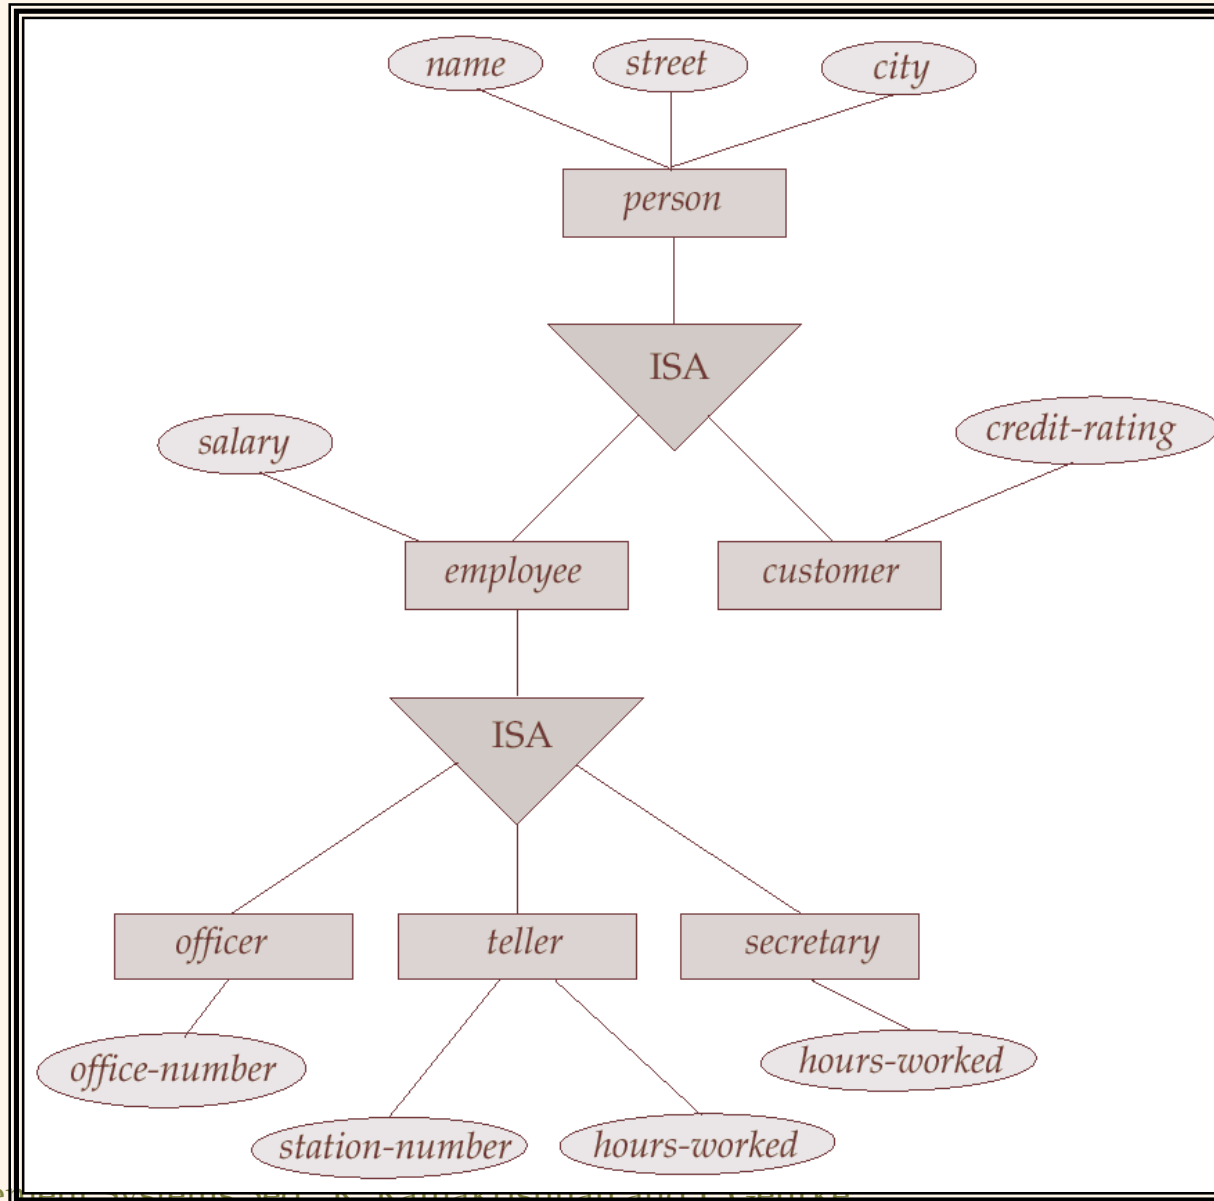 name street city
person
ISA
salary credit-rating
employee customer
ISA
officer teller secretary
office-number hours-worked
station-number hours-worked